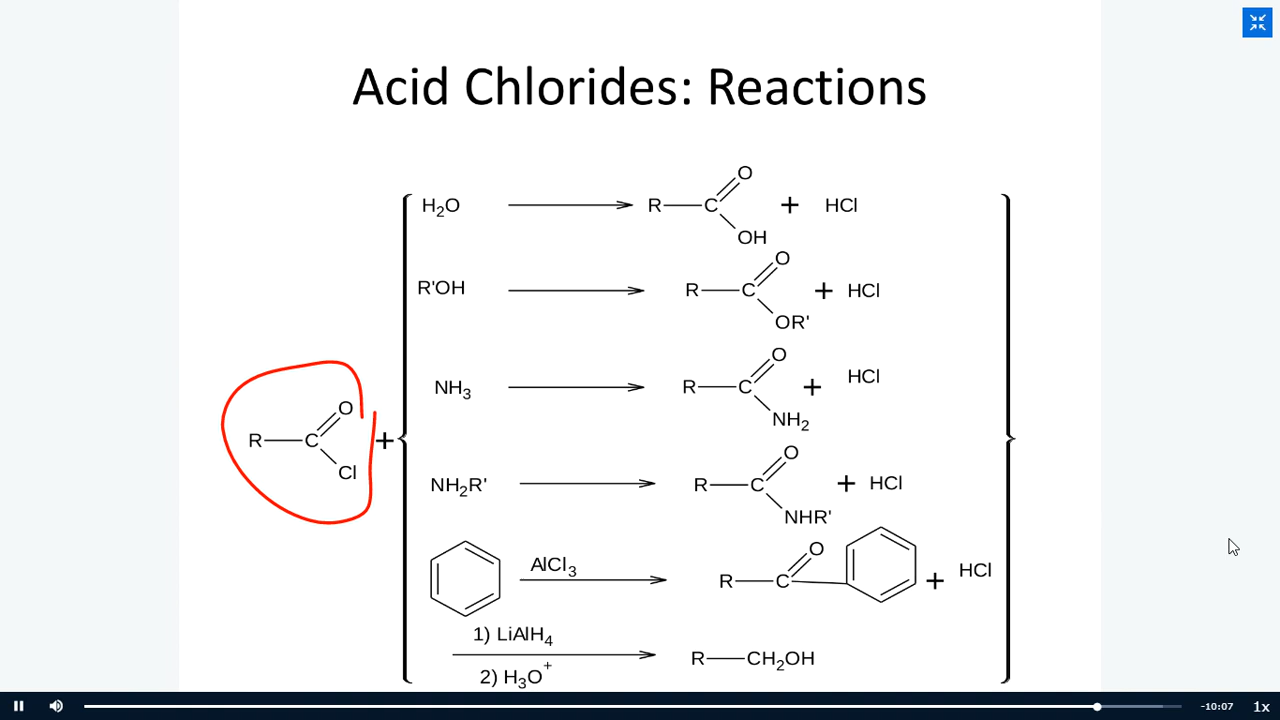 Acid Chlorides: Reactions
H₂O R—C O OH + HCl
R'OH R—C O OR' + HCl
NH₃ R—C O NH₂ + HCl
R—C O Cl +
NH₂R' R—C O NHR' + HCl
AlCl₃ R—C O + HCl
1) LiAlH₄
2) H₃O⁺ R—CH₂OH
-10:07 1x